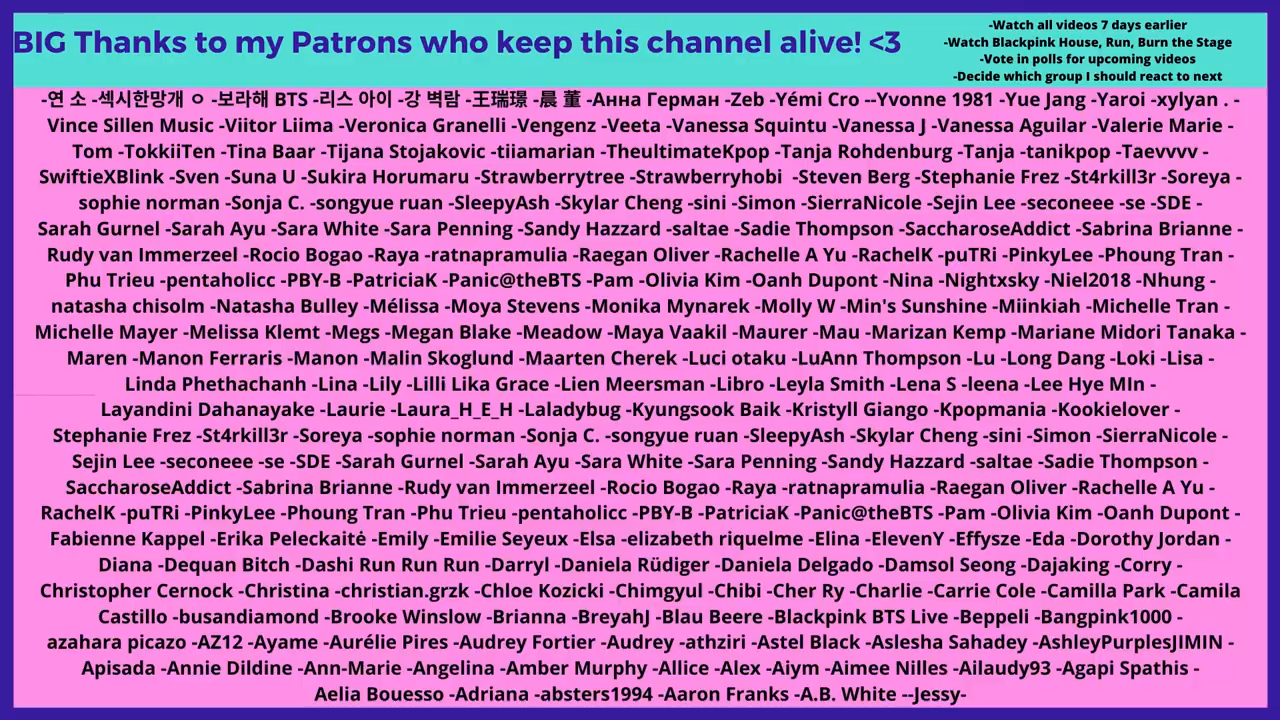 BIG Thanks to my Patrons who keep this channel alive! <3
-Watch all videos 7 days earlier
-Watch Blackpink House, Run, Burn the Stage
-Vote in polls for upcoming videos
-Decide which group I should react to next
-연 소 -섹시한망개 ㅇ -보라해 BTS -리스 아이 -강 벽람 -王瑞璟 -晨 董 -Анна Герман -Zeb -Yémi Cro --Yvonne 1981 -Yue Jang -Yaroi -xylyan . -
Vince Sillen Music -Viitor Liima -Veronica Granelli -Vengenz -Veeta -Vanessa Squintu -Vanessa J -Vanessa Aguilar -Valerie Marie -
Tom -TokkiiTen -Tina Baar -Tijana Stojakovic -tiiamarian -TheultimateKpop -Tanja Rohdenburg -Tanja -tanikpop -Taevvvv -
SwiftieXBlink -Sven -Suna U -Sukira Horumaru -Strawberrytree -Strawberryhobi  -Steven Berg -Stephanie Frez -St4rkill3r -Soreya -
sophie norman -Sonja C. -songyue ruan -SleepyAsh -Skylar Cheng -sini -Simon -SierraNicole -Sejin Lee -seconeee -se -SDE -
Sarah Gurnel -Sarah Ayu -Sara White -Sara Penning -Sandy Hazzard -saltae -Sadie Thompson -SaccharoseAddict -Sabrina Brianne -
Rudy van Immerzeel -Rocio Bogao -Raya -ratnapramulia -Raegan Oliver -Rachelle A Yu -RachelK -puTRi -PinkyLee -Phoung Tran -
Phu Trieu -pentaholicc -PBY-B -PatriciaK -Panic@theBTS -Pam -Olivia Kim -Oanh Dupont -Nina -Nightxsky -Niel2018 -Nhung -
natasha chisolm -Natasha Bulley -Mélissa -Moya Stevens -Monika Mynarek -Molly W -Min's Sunshine -Miinkiah -Michelle Tran -
Michelle Mayer -Melissa Klemt -Megs -Megan Blake -Meadow -Maya Vaakil -Maurer -Mau -Marizan Kemp -Mariane Midori Tanaka -
Maren -Manon Ferraris -Manon -Malin Skoglund -Maarten Cherek -Luci otaku -LuAnn Thompson -Lu -Long Dang -Loki -Lisa -
Linda Phethachanh -Lina -Lily -Lilli Lika Grace -Lien Meersman -Libro -Leyla Smith -Lena S -leena -Lee Hye MIn -
Layandini Dahanayake -Laurie -Laura_H_E_H -Laladybug -Kyungsook Baik -Kristyll Giango -Kpopmania -Kookielover -
Stephanie Frez -St4rkill3r -Soreya -sophie norman -Sonja C. -songyue ruan -SleepyAsh -Skylar Cheng -sini -Simon -SierraNicole -
Sejin Lee -seconeee -se -SDE -Sarah Gurnel -Sarah Ayu -Sara White -Sara Penning -Sandy Hazzard -saltae -Sadie Thompson -
SaccharoseAddict -Sabrina Brianne -Rudy van Immerzeel -Rocio Bogao -Raya -ratnapramulia -Raegan Oliver -Rachelle A Yu -
RachelK -puTRi -PinkyLee -Phoung Tran -Phu Trieu -pentaholicc -PBY-B -PatriciaK -Panic@theBTS -Pam -Olivia Kim -Oanh Dupont -
Fabienne Kappel -Erika Peleckaitė -Emily -Emilie Seyeux -Elsa -elizabeth riquelme -Elina -ElevenY -Effysze -Eda -Dorothy Jordan -
Diana -Dequan Bitch -Dashi Run Run Run -Darryl -Daniela Rüdiger -Daniela Delgado -Damsol Seong -Dajaking -Corry -
Christopher Cernock -Christina -christian.grzk -Chloe Kozicki -Chimgyul -Chibi -Cher Ry -Charlie -Carrie Cole -Camilla Park -Camila
Castillo -busandiamond -Brooke Winslow -Brianna -BreyahJ -Blau Beere -Blackpink BTS Live -Beppeli -Bangpink1000 -
azahara picazo -AZ12 -Ayame -Aurélie Pires -Audrey Fortier -Audrey -athziri -Astel Black -Aslesha Sahadey -AshleyPurplesJIMIN -
Apisada -Annie Dildine -Ann-Marie -Angelina -Amber Murphy -Allice -Alex -Aiym -Aimee Nilles -Ailaudy93 -Agapi Spathis -
Aelia Bouesso -Adriana -absters1994 -Aaron Franks -A.B. White --Jessy-